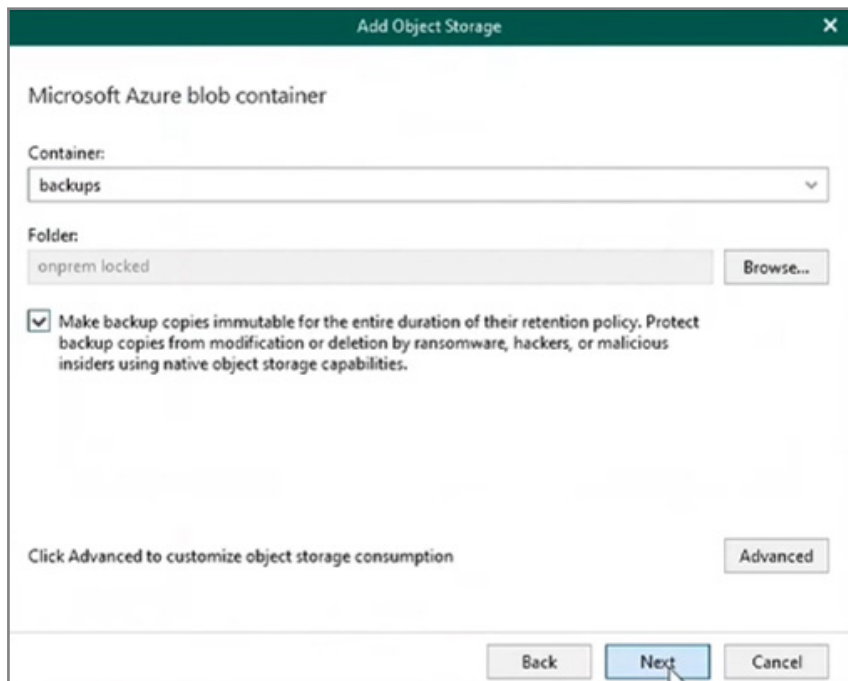 Add Object Storage
Microsoft Azure blob container
Container:
backups
Folder:
onprem locked
Browse...
Make backup copies immutable for the entire duration of their retention policy. Protect
backup copies from modification or deletion by ransomware, hackers, or malicious
insiders using native object storage capabilities.
Click Advanced to customize object storage consumption
Advanced
Back
Next
Cancel